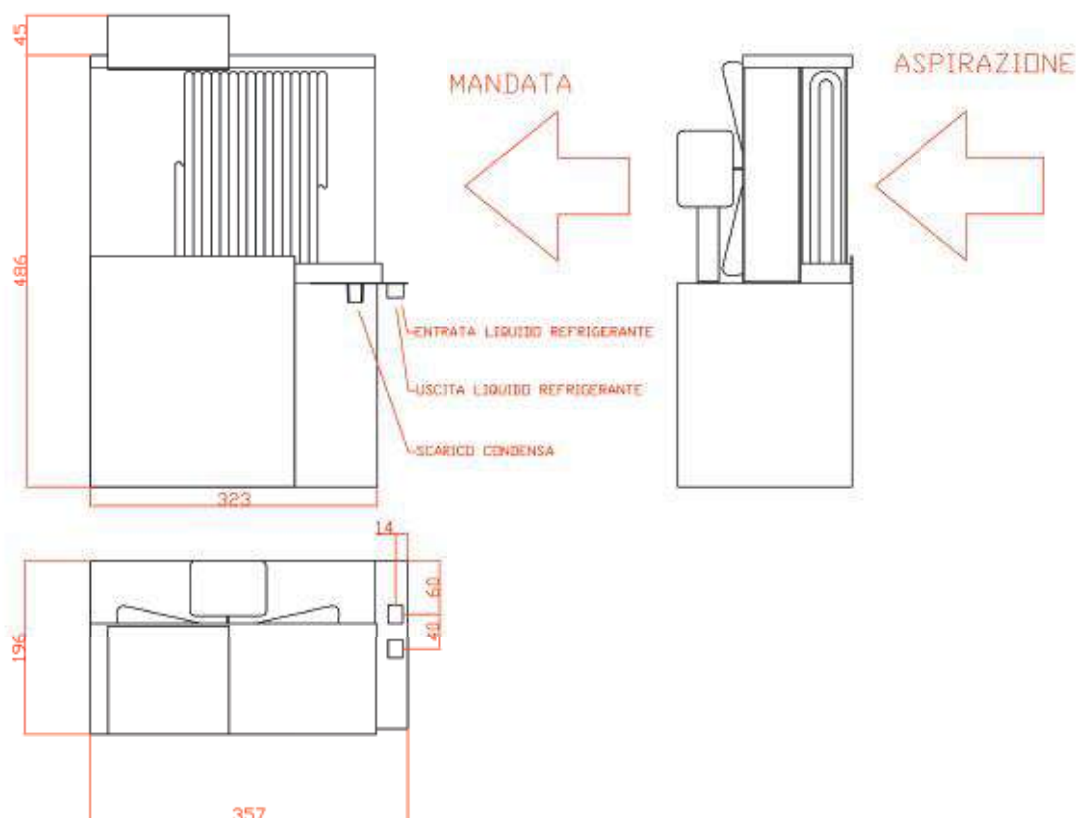 45
MANDATA
ASPIRAZIONE
486
ENTRATA LIQUIDO REFRIGERANTE
USCITA LIQUIDO REFRIGERANTE
SCARICO CONDENSA
323
14
60
40
196
357